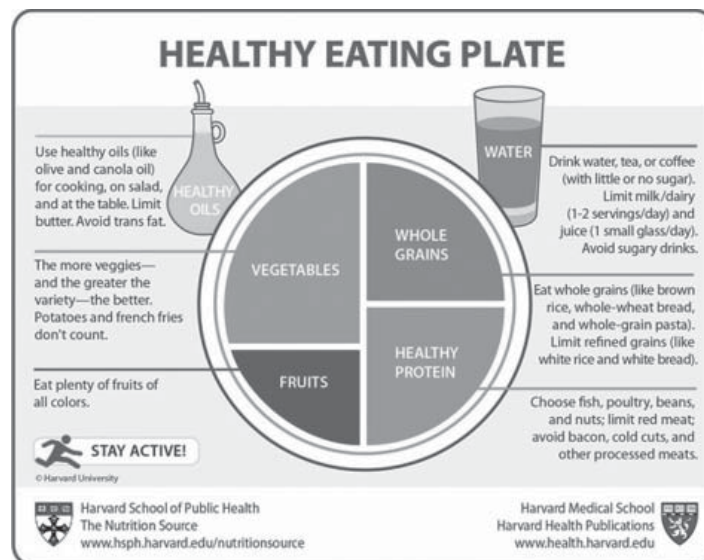 HEALTHY EATING PLATE
Use healthy oils (like
olive and canola oil)
for cooking, on salad,
and at the table. Limit
butter. Avoid trans fat.
HEALTHY
OILS
The more veggies—
and the greater the
variety—the better.
Potatoes and french fries
don't count.
Eat plenty of fruits of
all colors.
STAY ACTIVE!
© Harvard University
VEGETABLES
FRUITS
WHOLE
GRAINS
HEALTHY
PROTEIN
WATER
Drink water, tea, or coffee
(with little or no sugar).
Limit milk/dairy
(1-2 servings/day) and
juice (1 small glass/day).
Avoid sugary drinks.
Eat whole grains (like brown
rice, whole-wheat bread,
and whole-grain pasta).
Limit refined grains (like
white rice and white bread).
Choose fish, poultry, beans,
and nuts; limit red meat;
avoid bacon, cold cuts, and
other processed meats.
Harvard School of Public Health
The Nutrition Source
www.hsph.harvard.edu/nutritionsource
Harvard Medical School
Harvard Health Publications
www.health.harvard.edu